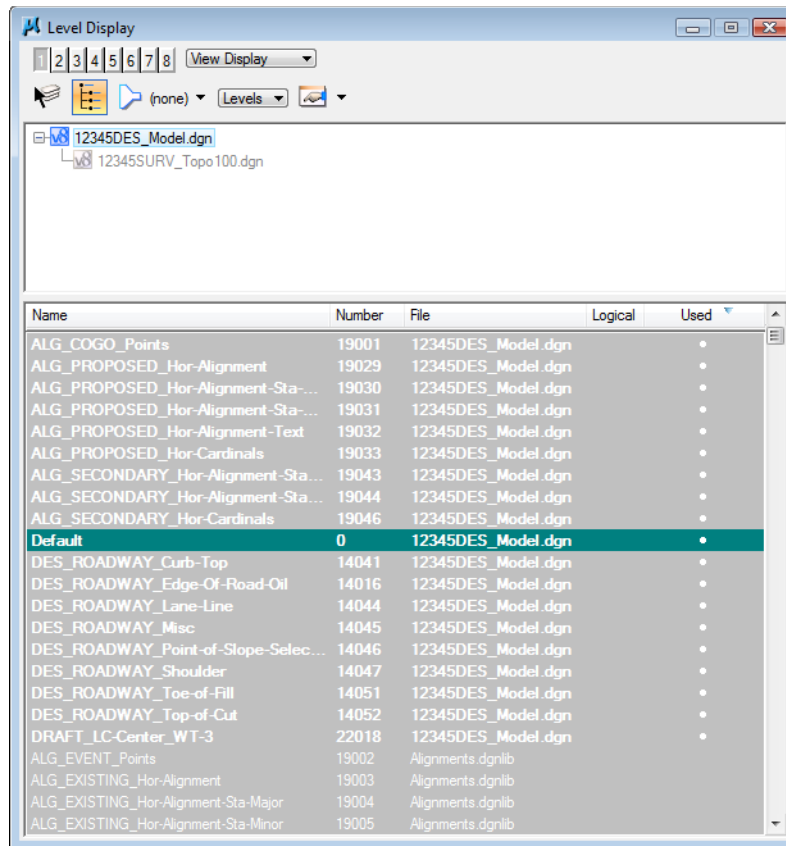 Level Display
1 2 3 4 5 6 7 8 View Display
(none) Levels
12345DES_Model.dgn
12345SURV_Topo100.dgn
Name Number File Logical Used
ALG_COGO_Points 19001 12345DES_Model.dgn
ALG_PROPOSED_Hor-Alignment 19029 12345DES_Model.dgn
ALG_PROPOSED_Hor-Alignment-Sta-... 19030 12345DES_Model.dgn
ALG_PROPOSED_Hor-Alignment-Sta-... 19031 12345DES_Model.dgn
ALG_PROPOSED_Hor-Alignment-Text 19032 12345DES_Model.dgn
ALG_PROPOSED_Hor-Cardinals 19033 12345DES_Model.dgn
ALG_SECONDARY_Hor-Alignment-Sta... 19043 12345DES_Model.dgn
ALG_SECONDARY_Hor-Alignment-Sta... 19044 12345DES_Model.dgn
ALG_SECONDARY_Hor-Cardinals 19046 12345DES_Model.dgn
Default 0 12345DES_Model.dgn
DES_ROADWAY_Curb-Top 14041 12345DES_Model.dgn
DES_ROADWAY_Edge-Of-Road-Oil 14016 12345DES_Model.dgn
DES_ROADWAY_Lane-Line 14044 12345DES_Model.dgn
DES_ROADWAY_Misc 14045 12345DES_Model.dgn
DES_ROADWAY_Point-of-Slope-Selec... 14046 12345DES_Model.dgn
DES_ROADWAY_Shoulder 14047 12345DES_Model.dgn
DES_ROADWAY_Toe-of-Fill 14051 12345DES_Model.dgn
DES_ROADWAY_Top-of-Cut 14052 12345DES_Model.dgn
DRAFT_LC-Center_WT-3 22018 12345DES_Model.dgn
ALG_EVENT_Points 19002 Alignments.dgnlib
ALG_EXISTING_Hor-Alignment 19003 Alignments.dgnlib
ALG_EXISTING_Hor-Alignment-Sta-Major 19004 Alignments.dgnlib
ALG_EXISTING_Hor-Alignment-Sta-Minor 19005 Alignments.dgnlib